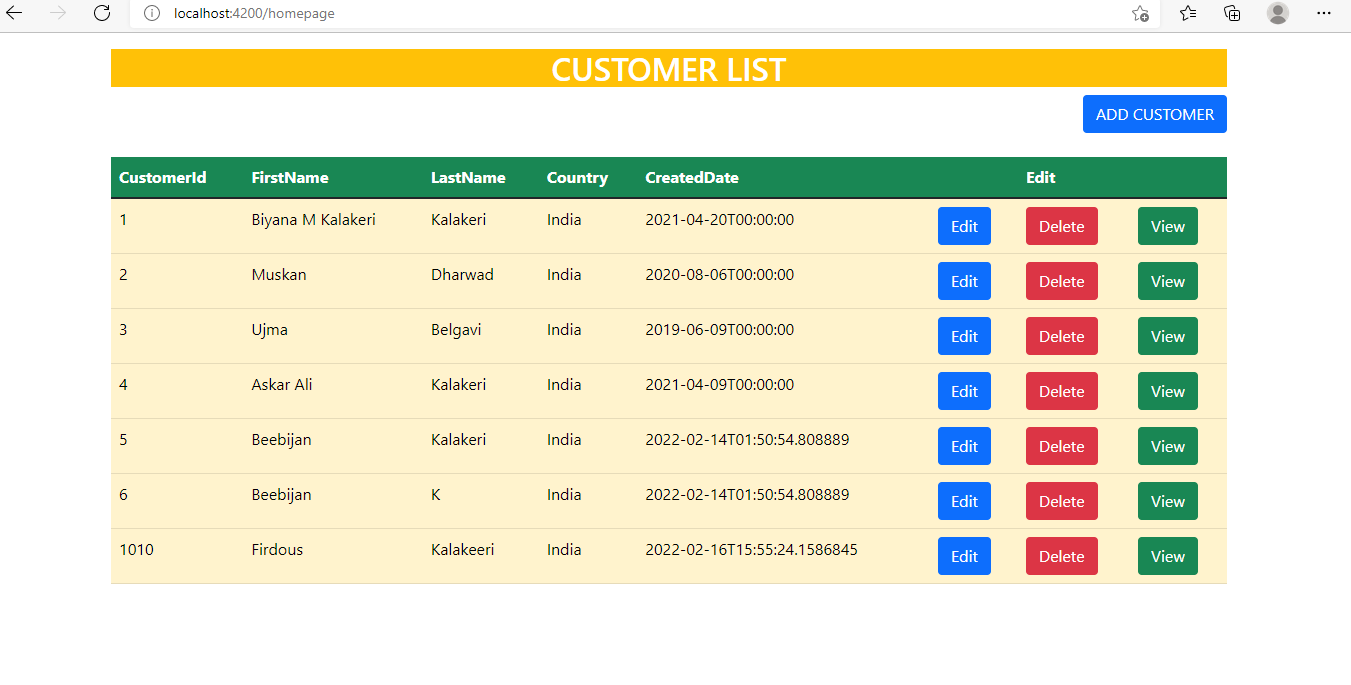 localhost:4200/homepage
CUSTOMER LIST
ADD CUSTOMER
CustomerId FirstName LastName Country CreatedDate Edit
1 Biyana M Kalakeri Kalakeri India 2021-04-20T00:00:00 Edit Delete View
2 Muskan Dharwad India 2020-08-06T00:00:00 Edit Delete View
3 Ujma Belgavi India 2019-06-09T00:00:00 Edit Delete View
4 Askar Ali Kalakeri India 2021-04-09T00:00:00 Edit Delete View
5 Beebijan Kalakeri India 2022-02-14T01:50:54.808889 Edit Delete View
6 Beebijan K India 2022-02-14T01:50:54.808889 Edit Delete View
1010 Firdous Kalakeeri India 2022-02-16T15:55:24.1586845 Edit Delete View